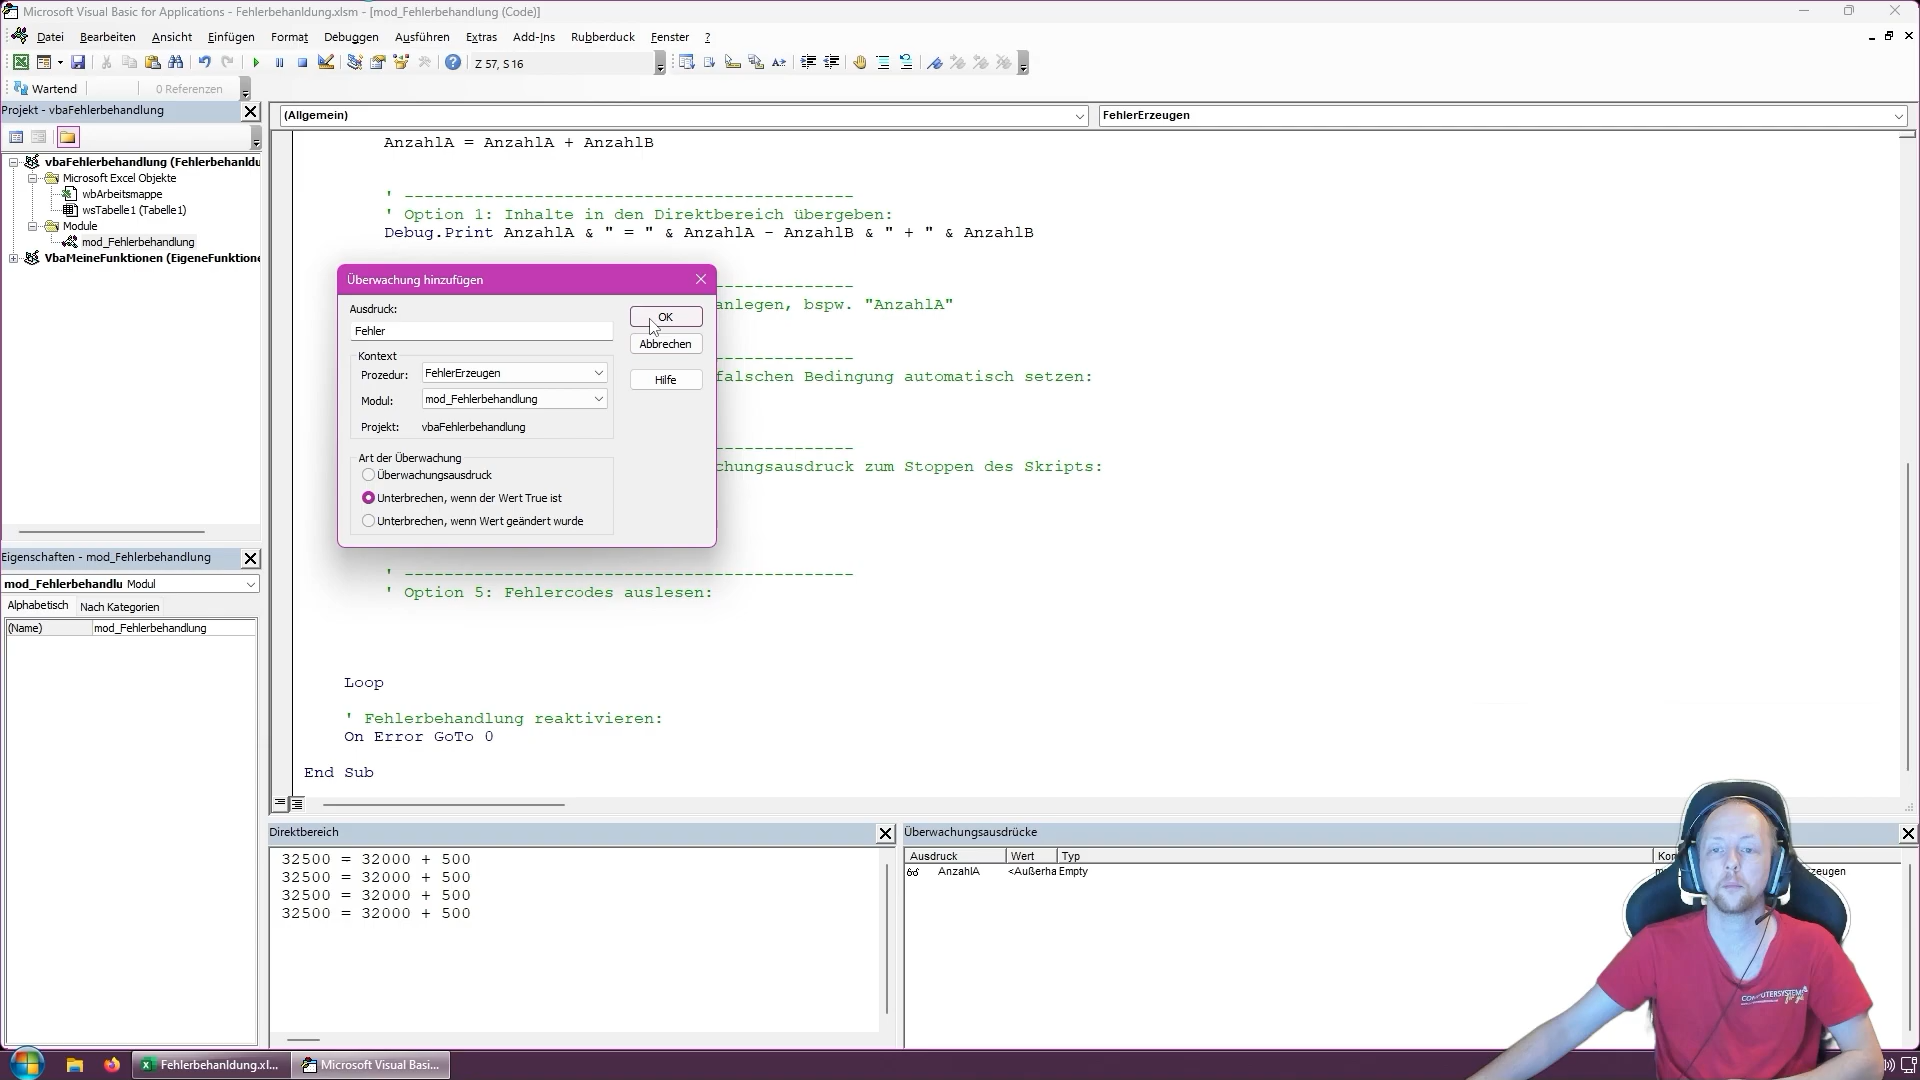 Microsoft Visual Basic for Applications - Fehlerbehanldung.xlsm - [mod_Fehlerbehandlung (Code)]
Datei Bearbeiten Ansicht Einfügen Format Debuggen Ausführen Extras Add-Ins Rubberduck Fenster ?
Z 57, S 16
Wartend 0 Referenzen
Projekt - vbaFehlerbehandlung
(Allgemein)
FehlerErzeugen
vbaFehlerbehandlung (Fehlerbehanldu
Microsoft Excel Objekte
wbArbeitsmappe
wsTabelle1 (Tabelle1)
Module
mod_Fehlerbehandlung
VbaMeineFunktionen (EigeneFunktione
AnzahlA = AnzahlA + AnzahlB
' ---------------------------------------------
' Option 1: Inhalte in den Direktbereich übergeben:
Debug.Print AnzahlA & " = " & AnzahlA - AnzahlB & " + " & AnzahlB
--------------
anlegen, bspw. "AnzahlA"
--------------
falschen Bedingung automatisch setzen:
--------------
chungsausdruck zum Stoppen des Skripts:
' ---------------------------------------------
' Option 5: Fehlercodes auslesen:
Loop
' Fehlerbehandlung reaktivieren:
On Error GoTo 0
End Sub
Überwachung hinzufügen
Ausdruck:
Fehler
OK
Abbrechen
Hilfe
Kontext
Prozedur: FehlerErzeugen
Modul: mod_Fehlerbehandlung
Projekt: vbaFehlerbehandlung
Art der Überwachung
Überwachungsausdruck
Unterbrechen, wenn der Wert True ist
Unterbrechen, wenn Wert geändert wurde
Eigenschaften - mod_Fehlerbehandlung
mod_Fehlerbehandlu Modul
Alphabetisch Nach Kategorien
(Name) mod_Fehlerbehandlung
Direktbereich
32500 = 32000 + 500
32500 = 32000 + 500
32500 = 32000 + 500
32500 = 32000 + 500
Überwachungsausdrücke
Ausdruck Wert Typ Kon
AnzahlA <Außerha Empty
zeugen
Fehlerbehanldung.xl...
Microsoft Visual Basi...